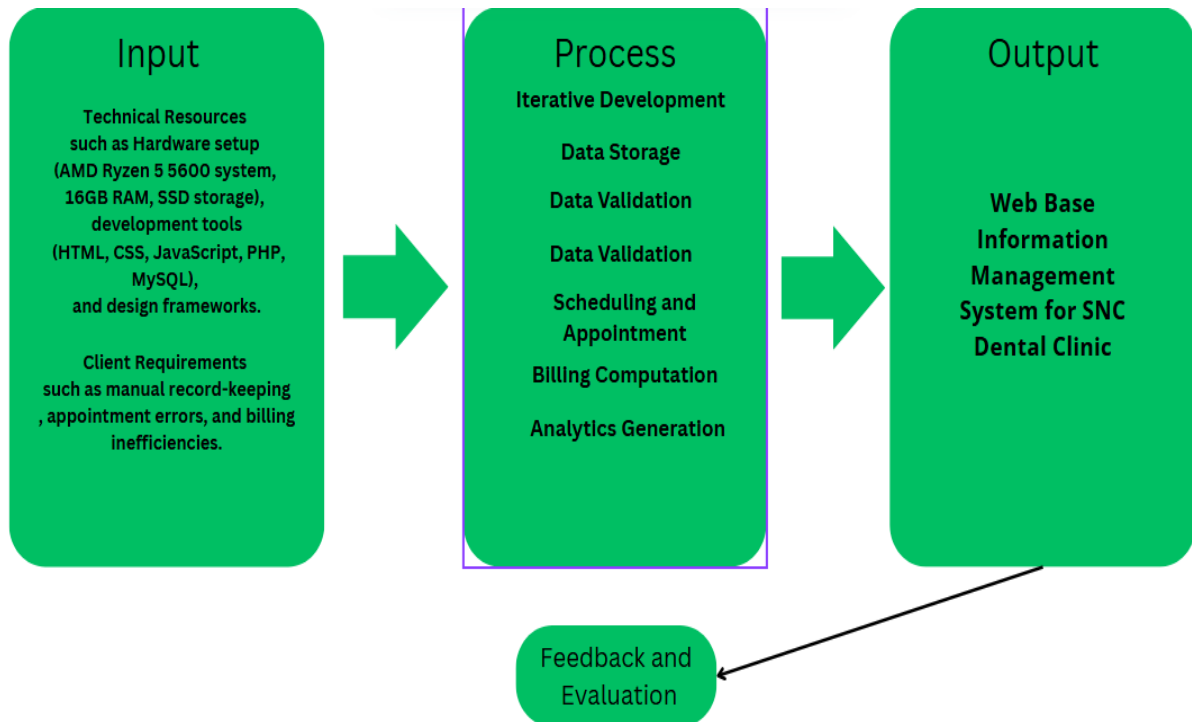 Input
Technical Resources
such as Hardware setup
(AMD Ryzen 5 5600 system,
16GB RAM, SSD storage),
development tools
(HTML, CSS, JavaScript, PHP,
MySQL),
and design frameworks.
Client Requirements
such as manual record-keeping
, appointment errors, and billing
inefficiencies.
Process
Iterative Development
Data Storage
Data Validation
Data Validation
Scheduling and
Appointment
Billing Computation
Analytics Generation
Output
Web Base
Information
Management
System for SNC
Dental Clinic
Feedback and
Evaluation